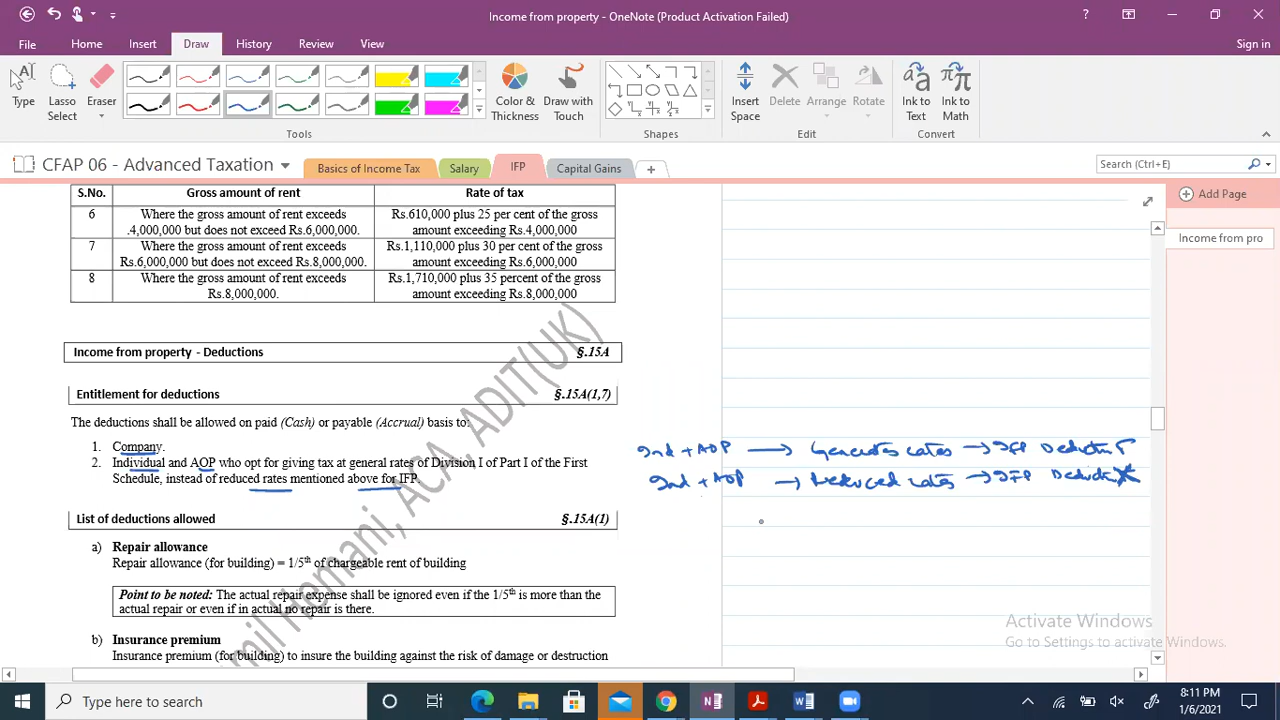 Income from property - OneNote (Product Activation Failed)
File Home Insert Draw History Review View Sign in
Type Lasso Select Eraser Color & Thickness Draw with Touch Insert Space Delete Arrange Rotate Ink to Text Ink to Math
Tools Shapes Edit Convert
CFAP 06 - Advanced Taxation Basics of Income Tax Salary IFP Capital Gains Search (Ctrl+E)
Add Page
Income from pro
S.No. Gross amount of rent Rate of tax
6 Where the gross amount of rent exceeds .4,000,000 but does not exceed Rs.6,000,000. Rs.610,000 plus 25 per cent of the gross amount exceeding Rs.4,000,000
7 Where the gross amount of rent exceeds Rs.6,000,000 but does not exceed Rs.8,000,000. Rs.1,110,000 plus 30 per cent of the gross amount exceeding Rs.6,000,000
8 Where the gross amount of rent exceeds Rs.8,000,000. Rs.1,710,000 plus 35 percent of the gross amount exceeding Rs.8,000,000
Income from property - Deductions §.15A
Entitlement for deductions §.15A(1,7)
The deductions shall be allowed on paid (Cash) or payable (Accrual) basis to:
1. Company.
2. Individual and AOP who opt for giving tax at general rates of Division I of Part I of the First
Schedule, instead of reduced rates mentioned above for IFP.
Ind + AOP → rates → IFP
Ind + AOP → Reduced rates → IFP
List of deductions allowed §.15A(1)
a) Repair allowance
Repair allowance (for building) = 1/5th of chargeable rent of building
Point to be noted: The actual repair expense shall be ignored even if the 1/5th is more than the
actual repair or even if in actual no repair is there.
b) Insurance premium
Insurance premium (for building) to insure the building against the risk of damage or destruction
mil Hemani, ACA, ADIT(UK)
Activate Windows
Go to Settings to activate Windows.
Type here to search
8:11 PM
1/6/2021